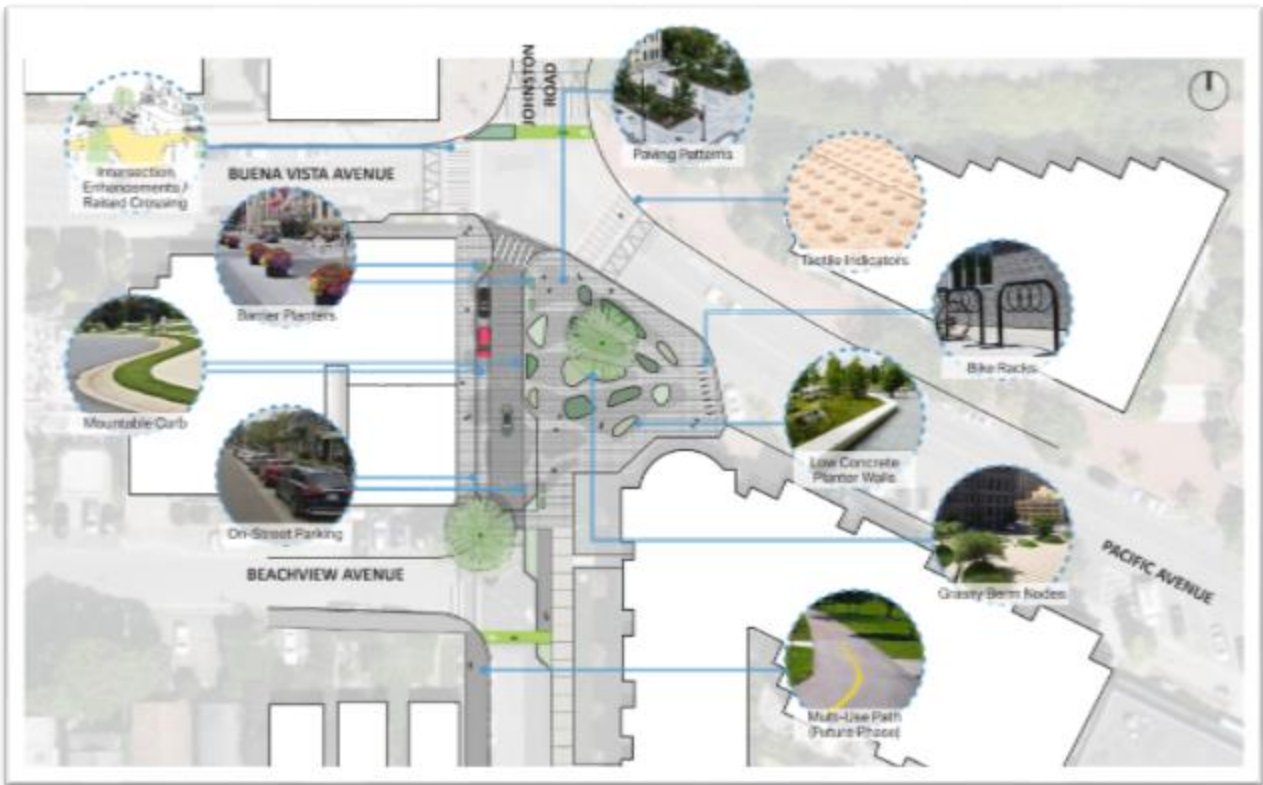 JOHNSTON
ROAD
Paving Patterns
Intersection
Enhancements /
Raised Crossing
BUENA VISTA AVENUE
Tactile Indicators
Barrier Planters
Bike Racks
Mountable Curb
Low Concrete
Planter Walls
On-Street Parking
BEACHVIEW AVENUE
PACIFIC AVENUE
Grassy Berm Nodes
Multi-Use Path
(Future Phase)